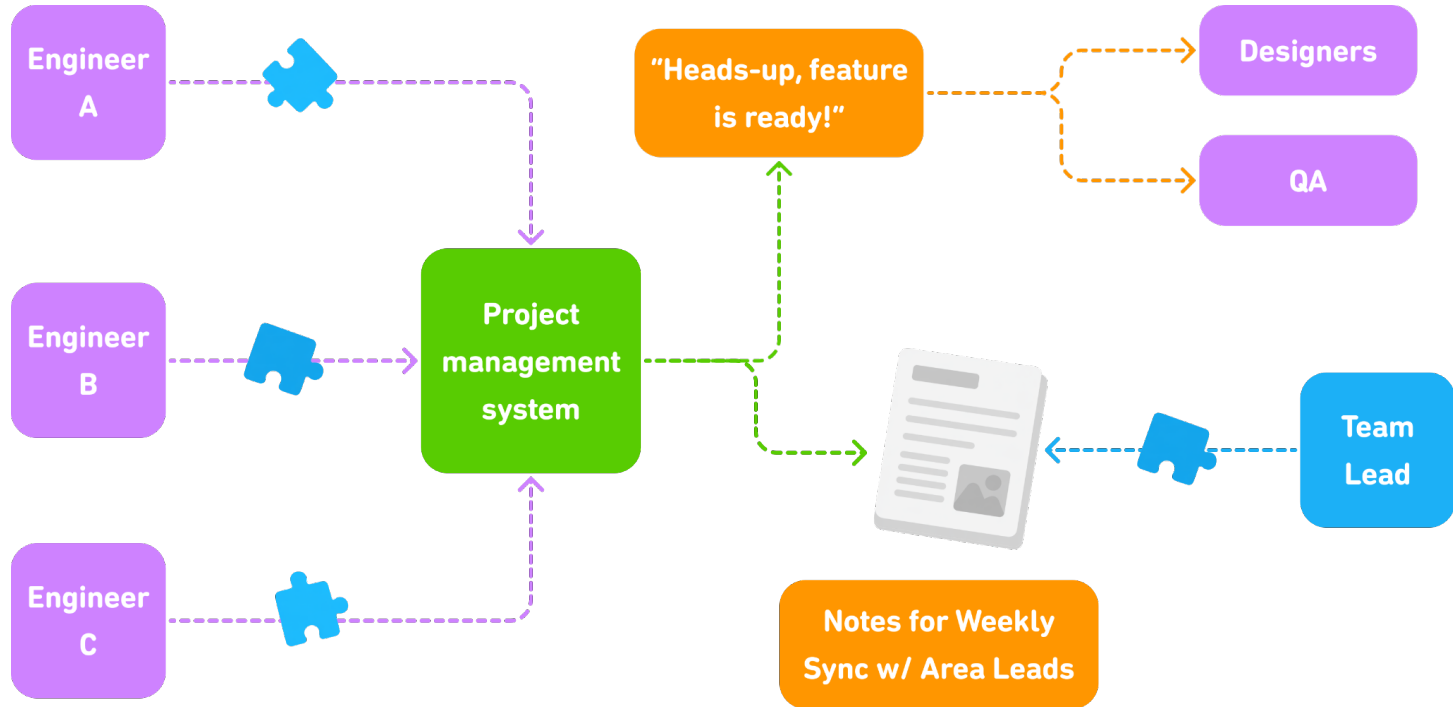 Engineer
A
"Heads-up, feature
is ready!"
Designers
QA
Engineer
B
Project
management
system
Team
Lead
Engineer
C
Notes for Weekly
Sync w/ Area Leads